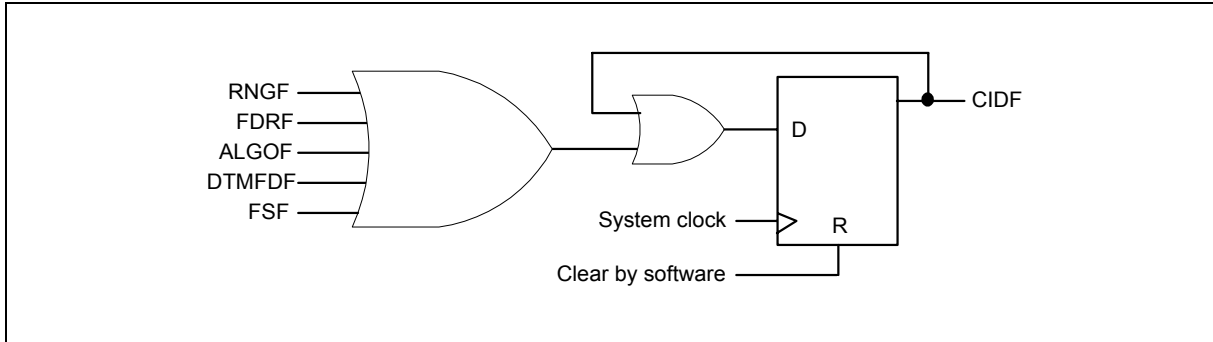 RNGF
FDRF
ALGOF
DTMFDF
FSF
D
CIDF
System clock
R
Clear by software